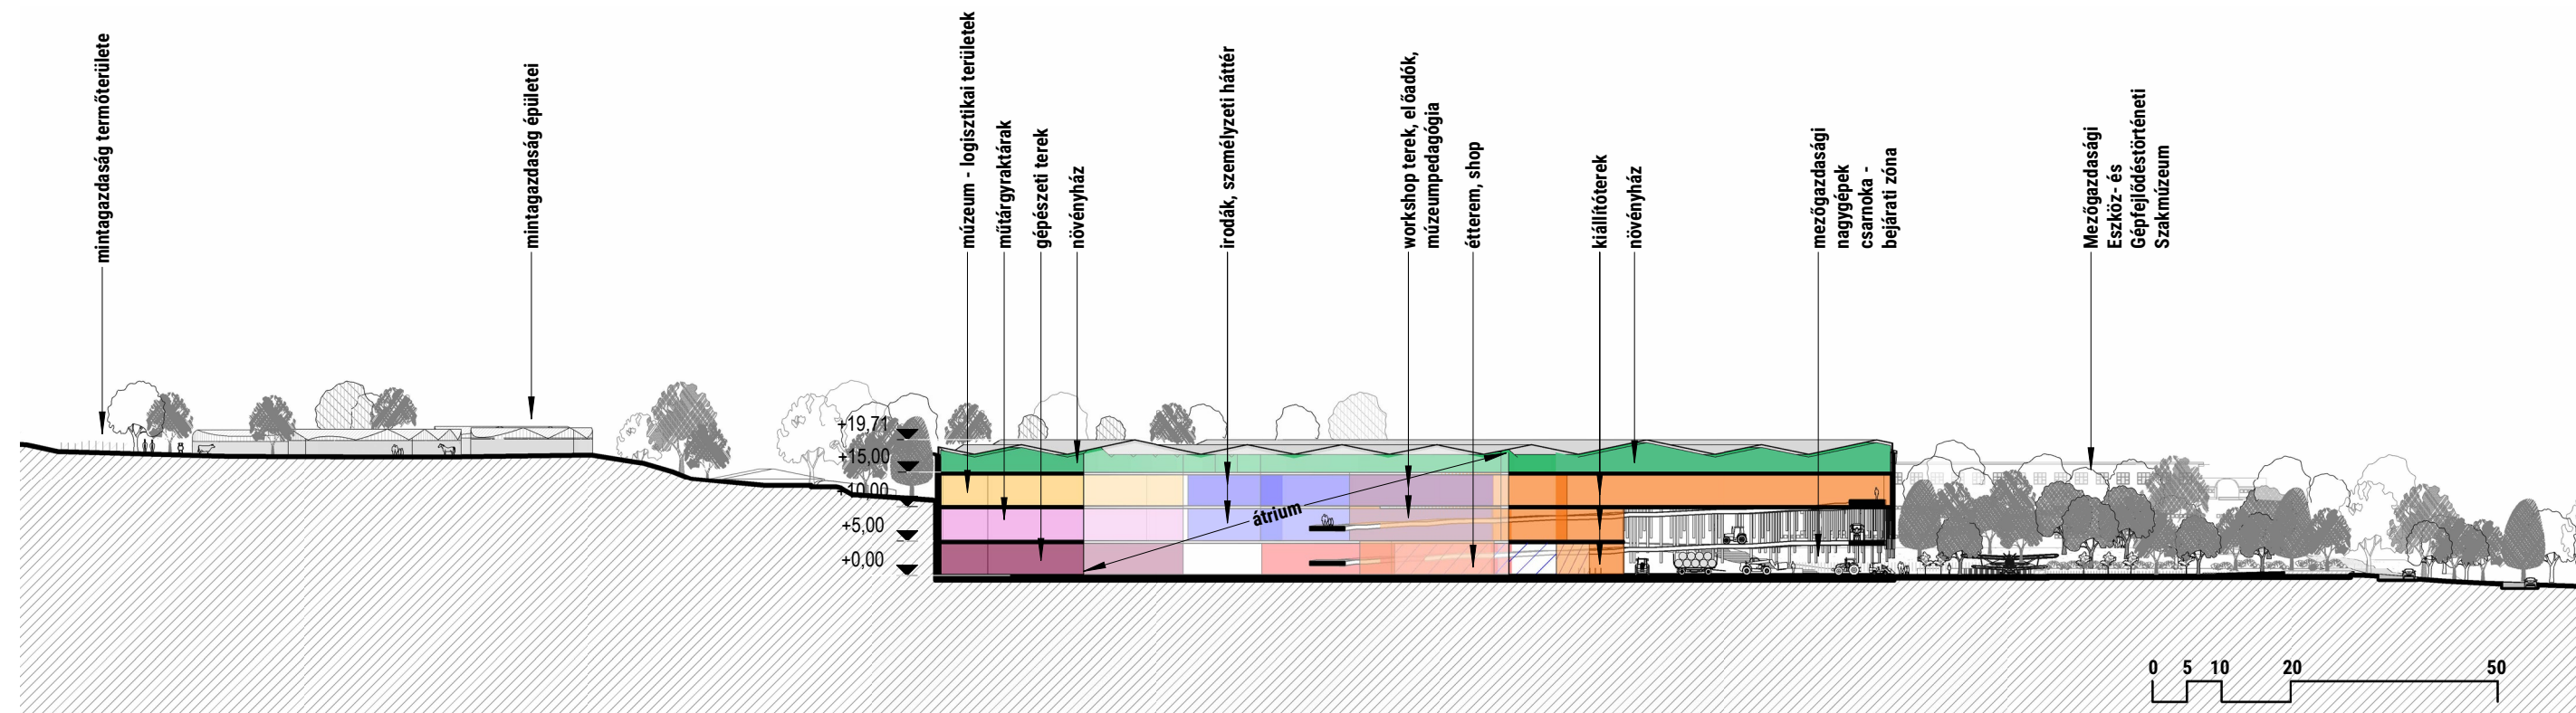 mintagazdaság termőterülete
mintagazdaság épületei
múzeum - logisztikai területek
műtárgyraktárak
gépészeti terek
növényház
irodák, személyzeti háttér
workshop terek, előadók,
múzeumpedagógia
étterem, shop
kiállítóterek
növényház
mezőgazdasági
nagygépek
csarnoka -
bejárati zóna
Mezőgazdasági
Eszköz- és
Gépfejlődéstörténeti
Szakmúzeum
+19,71
+15,00
+10,00
+5,00
+0,00
átrium
0 5 10 20 50